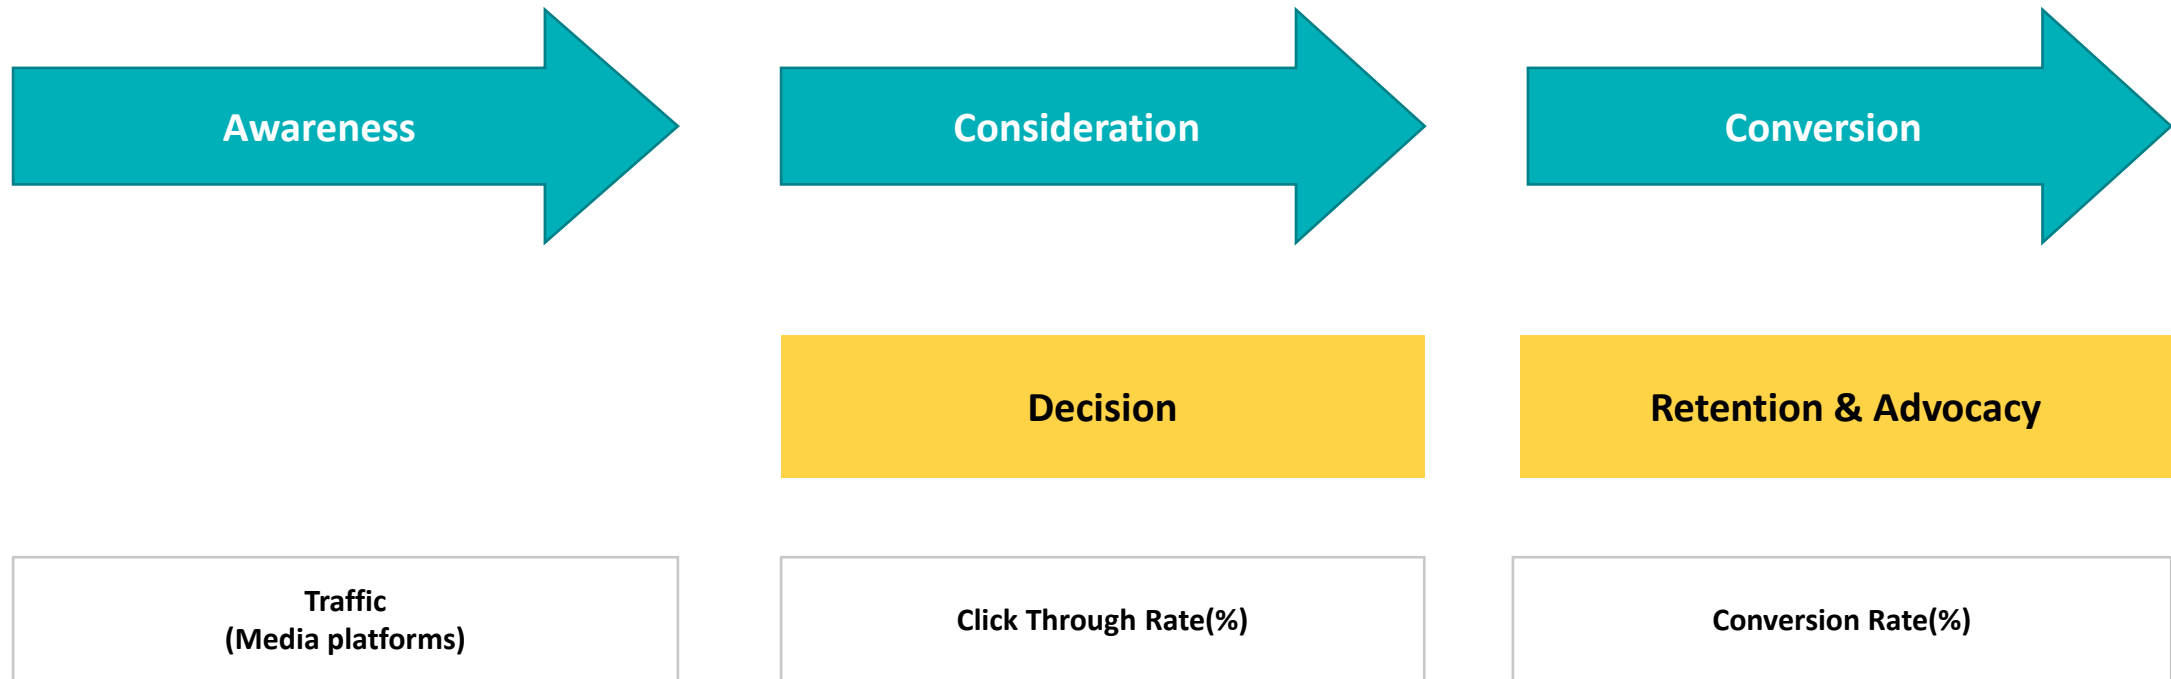 Awareness
Consideration
Conversion
Decision
Retention & Advocacy
Traffic
(Media platforms)
Click Through Rate(%)
Conversion Rate(%)